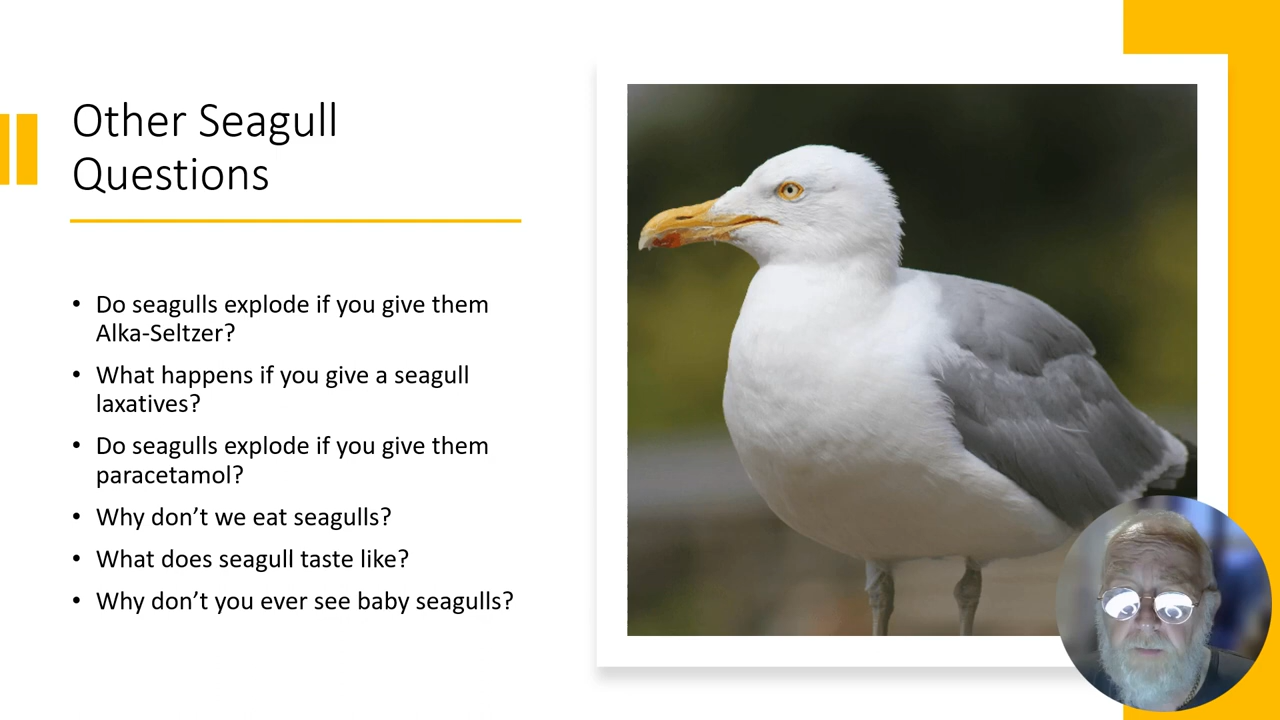 Other Seagull
Questions
• Do seagulls explode if you give them
Alka-Seltzer?
• What happens if you give a seagull
laxatives?
• Do seagulls explode if you give them
paracetamol?
• Why don’t we eat seagulls?
• What does seagull taste like?
• Why don’t you ever see baby seagulls?